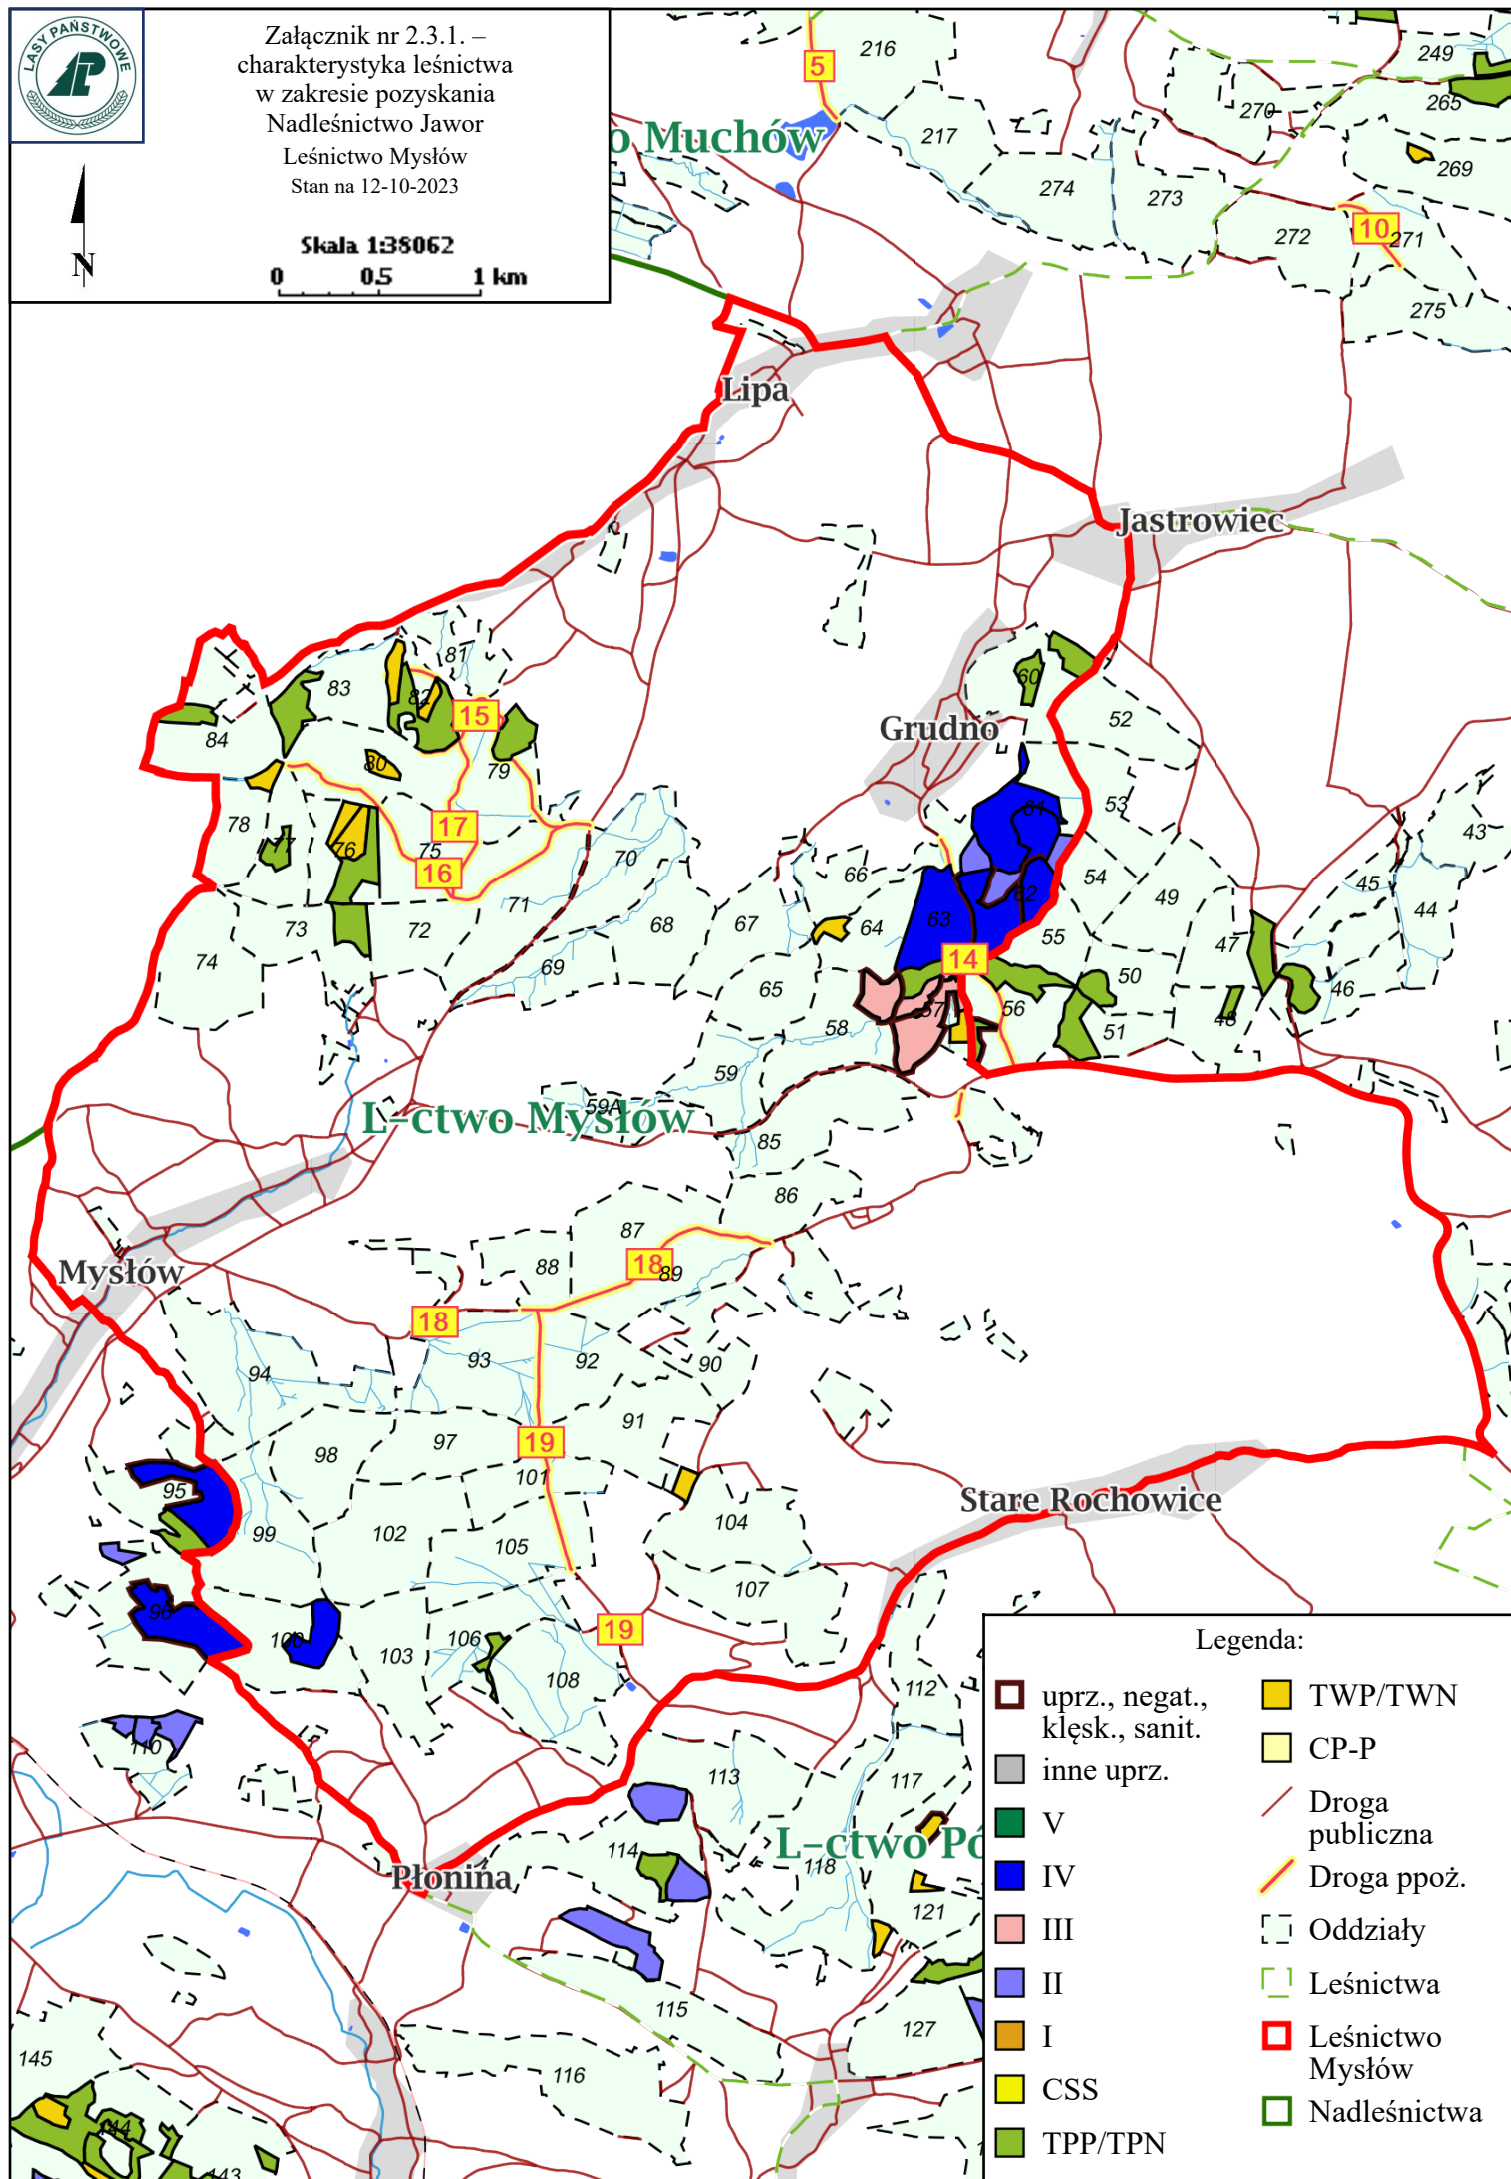 LASY PAŃSTWOWE
Załącznik nr 2.3.1. –
charakterystyka leśnictwa
w zakresie pozyskania
Nadleśnictwo Jawor
Leśnictwo Mysłów
Stan na 12-10-2023
N
Skala 1:38062
0 0.5 1 km
5
216
249
265
270
o Muchów
217
269
274
273
10
271
272
275
Lipa
Jastrowiec
81
60
83
82
15
52
84
Grudno
80
79
53
61
78
17
43
77
76
75
70
16
66
54
45
62
49
71
44
63
73
72
68
67
64
55
47
74
14
69
50
65
46
57
56
48
58
51
59
59A
L-ctwo Mysłów
85
86
87
88
18
89
Mysłów
18
93
92
90
94
91
97
19
98
101
95
Stare Rochowice
104
99
102
105
107
96
19
100
106
103
108
112
110
113
117
114
L-ctwo Pó
118
Płonina
121
115
127
145
116
144
143
Legenda:
uprz., negat.,
klęsk., sanit.
inne uprz.
V
IV
III
II
I
CSS
TPP/TPN
TWP/TWN
CP-P
Droga
publiczna
Droga ppoż.
Oddziały
Leśnictwa
Leśnictwo
Mysłów
Nadleśnictwa